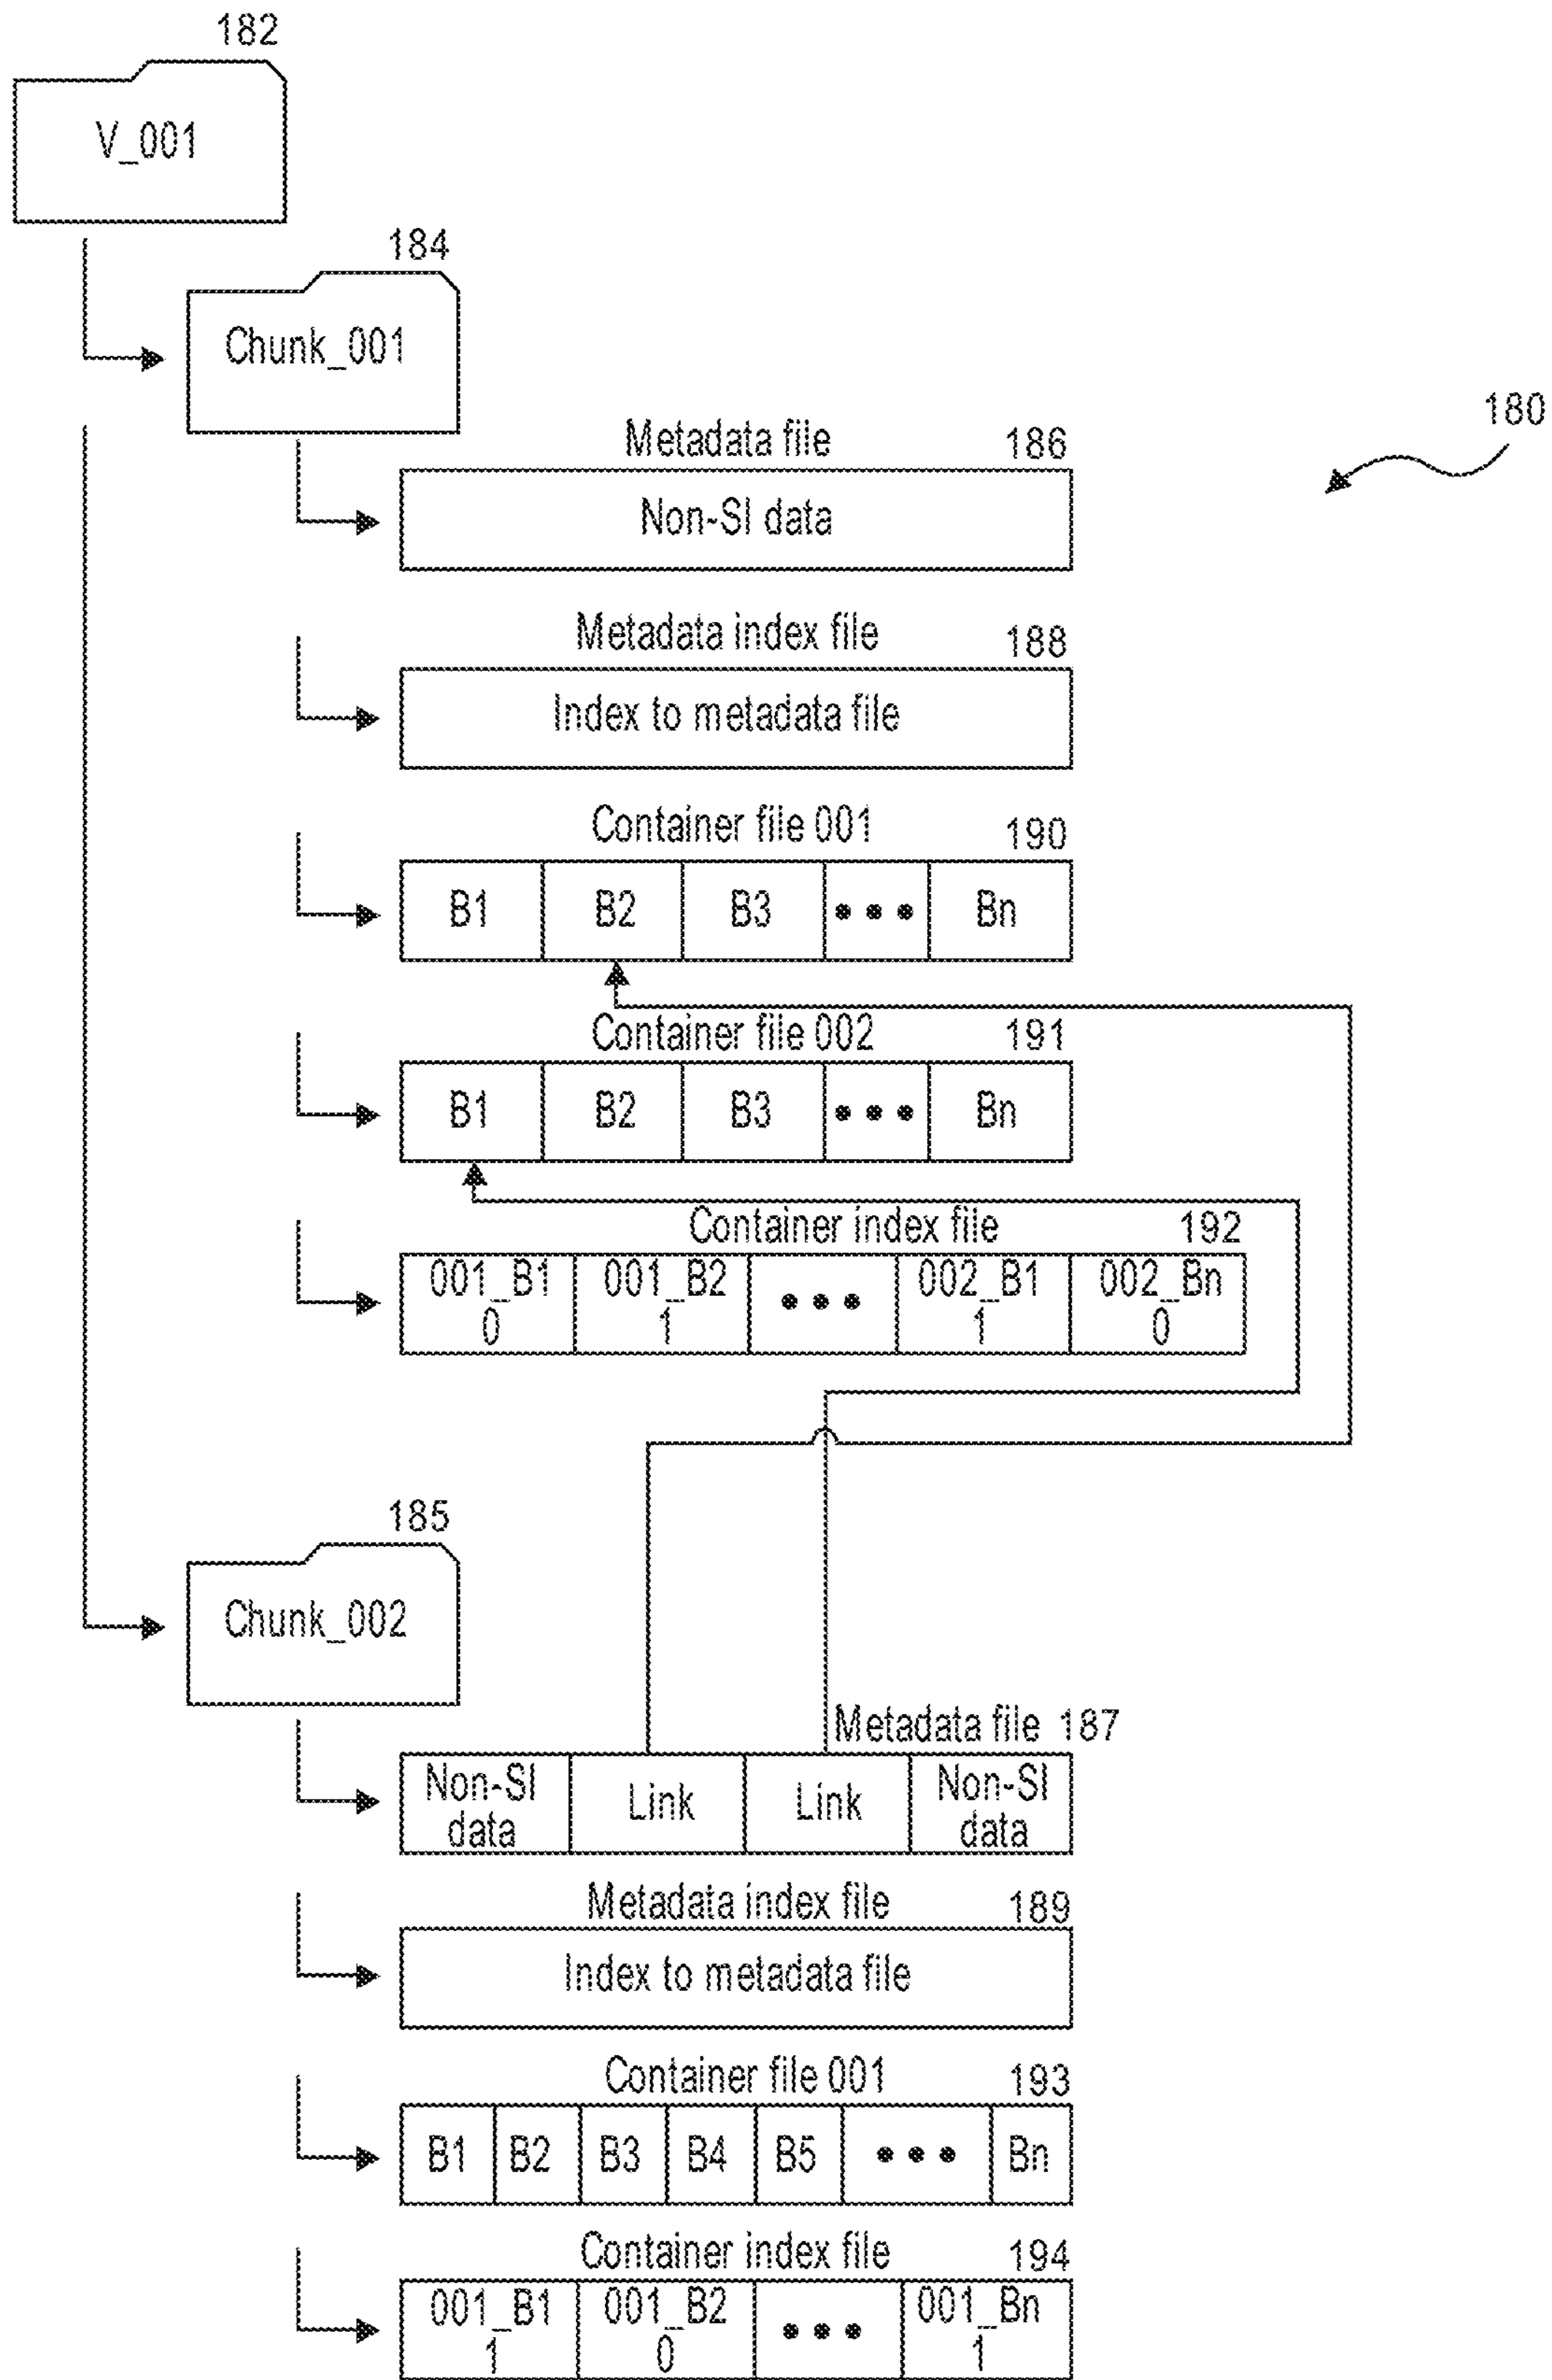 182
V_001
184
Chunk_001
180
Metadata file 186
Non-SI data
Metadata index file 188
Index to metadata file
Container file 001 190
B1 B2 B3 ••• Bn
Container file 002 191
B1 B2 B3 ••• Bn
Container index file 192
001_B1 001_B2 ••• 002_B1 002_Bn
0 1 1 0
185
Chunk_002
Metadata file 187
Non-SI Link Link Non-SI
data data
Metadata index file 189
Index to metadata file
Container file 001 193
B1 B2 B3 B4 B5 ••• Bn
Container index file 194
001_B1 001_B2 ••• 001_Bn
1 0 1